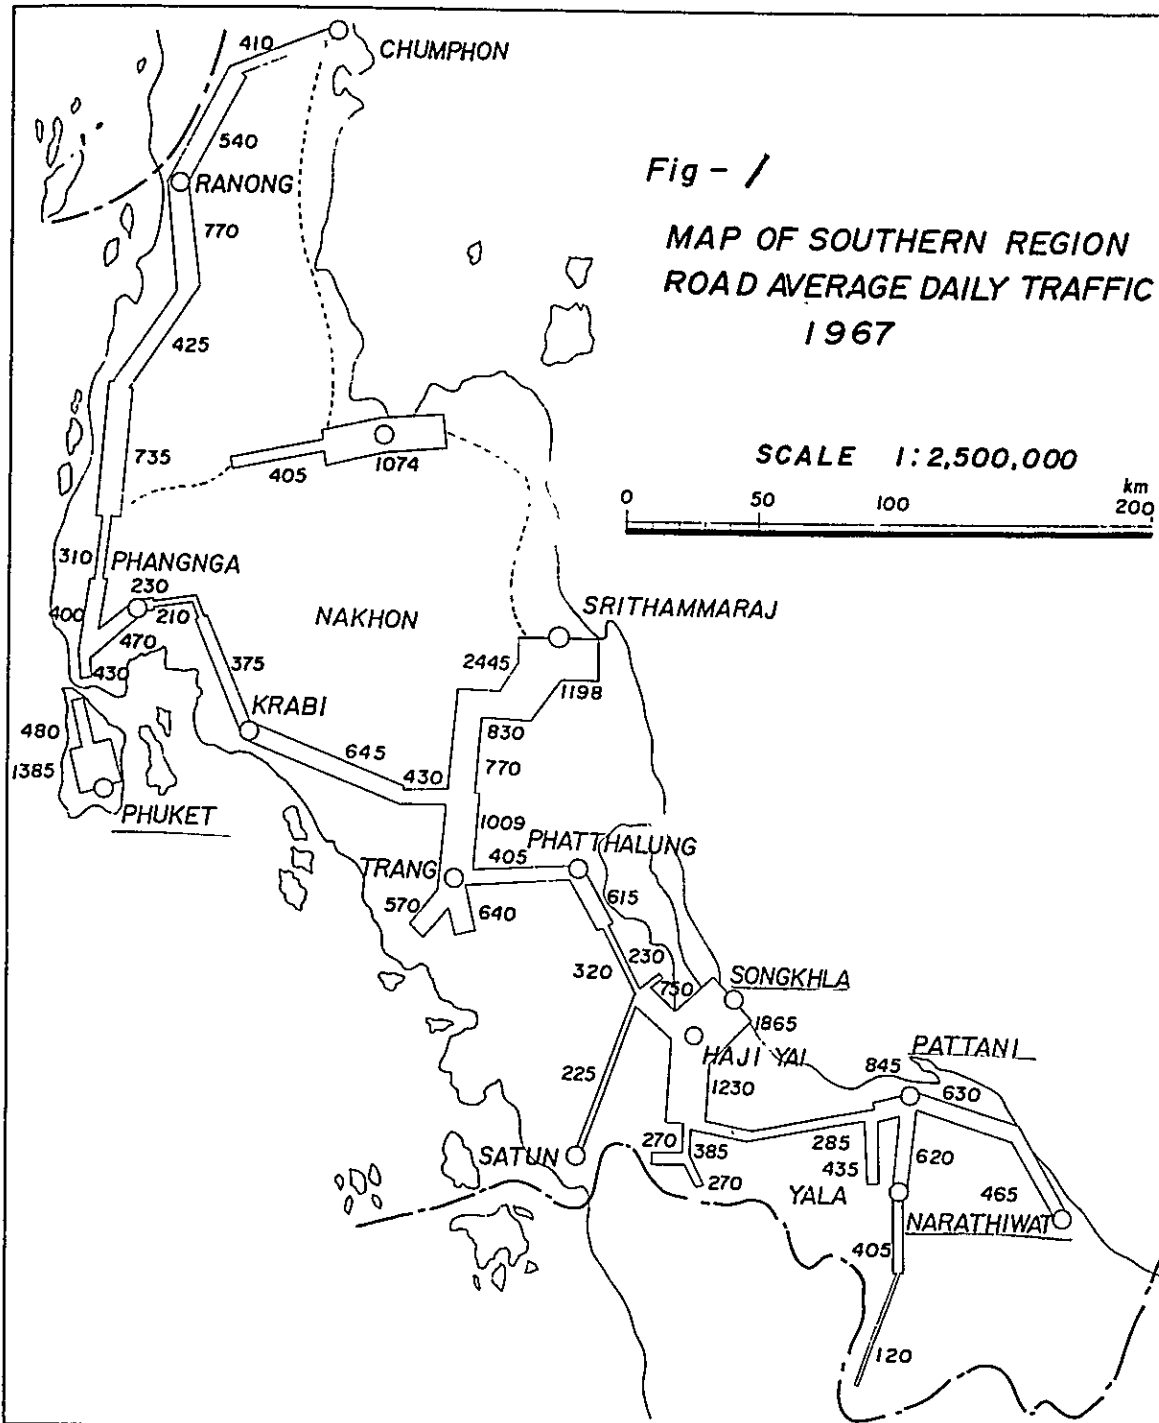 410
CHUMPHON
540
RANONG
770
425
735
310
PHANGNGA
230
400
210
470
430
375
KRABI
480
1385
PHUKET
645
430
405
1074
NAKHON
SRITHAMMARAJ
2445
1198
830
770
1009
PHATTHALUNG
TRANG
405
570
640
615
230
320
750
SONGKHLA
1865
HAJI YAI
225
1230
SATUN
270
385
270
PATTANI
845
630
285
435
620
YALA
465
NARATHIWAT
405
120
Fig - 1
MAP OF SOUTHERN REGION
ROAD AVERAGE DAILY TRAFFIC
1967
SCALE 1:2,500,000
km
0 50 100 200